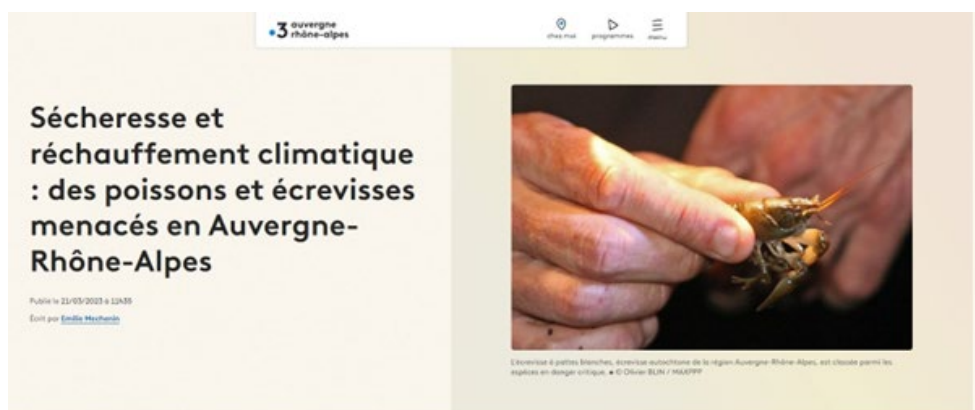 •3 auvergne
rhône-alpes
chez moi
programmes
menu
Sécheresse et
réchauffement climatique
: des poissons et écrevisses
menacés en Auvergne-
Rhône-Alpes
Publié le 21/03/2023 à 11h35
Écrit par Emilie Mechenin
L'écrevisse à pattes blanches, écrevisse autochtone de la région Auvergne-Rhône-Alpes, est classée parmi les
espèces en danger critique. • © Olivier BLIN / MAXPPP